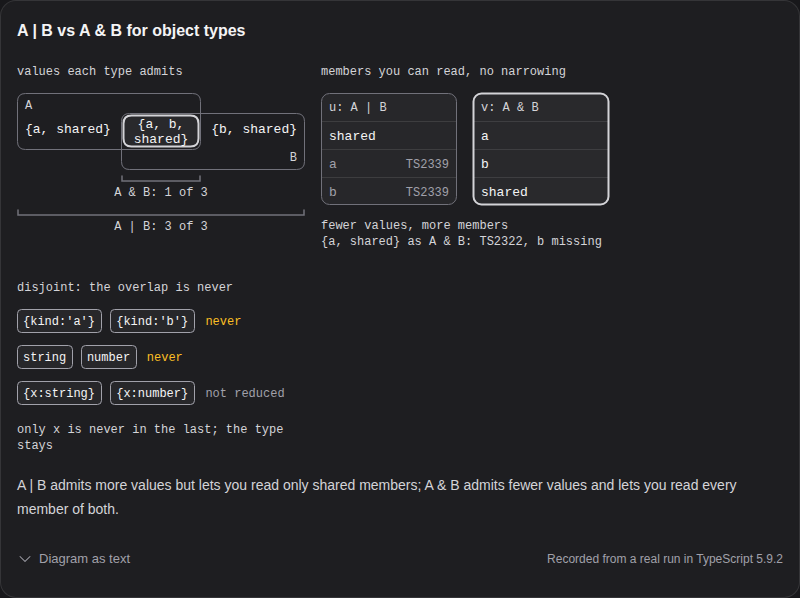 A | B vs A & B for object types
values each type admits
A
{a, shared}
{a, b,
shared}
{b, shared}
B
A & B: 1 of 3
A | B: 3 of 3
members you can read, no narrowing
u: A | B
shared
a TS2339
b TS2339
v: A & B
a
b
shared
fewer values, more members
{a, shared} as A & B: TS2322, b missing
disjoint: the overlap is never
{kind:'a'} {kind:'b'} never
string number never
{x:string} {x:number} not reduced
only x is never in the last; the type
stays
A | B admits more values but lets you read only shared members; A & B admits fewer values and lets you read every
member of both.
Diagram as text
Recorded from a real run in TypeScript 5.9.2